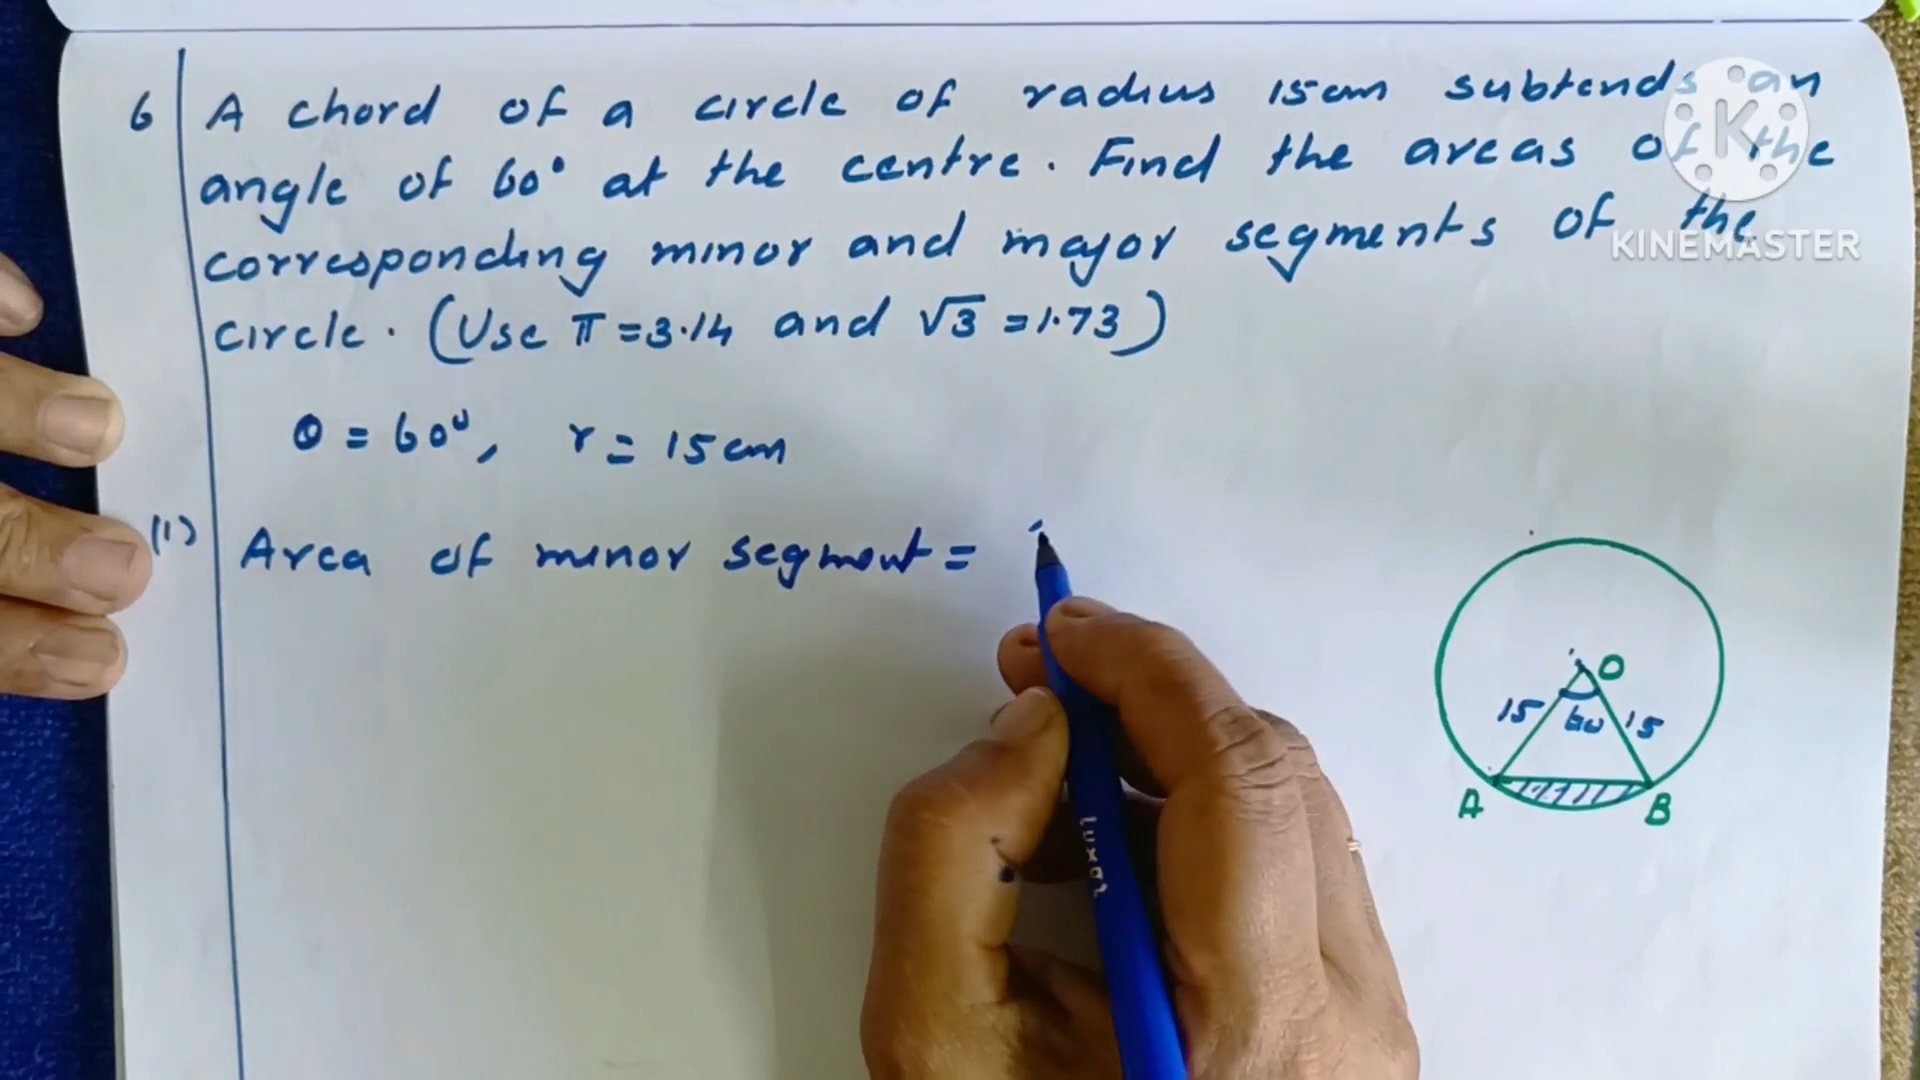 6 A chord of a circle of radius 15cm subtends an
angle of 60° at the centre. Find the areas of the
corresponding minor and major segments of the
circle. (Use π=3.14 and √3 =1.73)
θ = 60°, r = 15cm
(1) Area of minor segment =
O
15 60 15
A B
K
KINEMASTER
Luxor